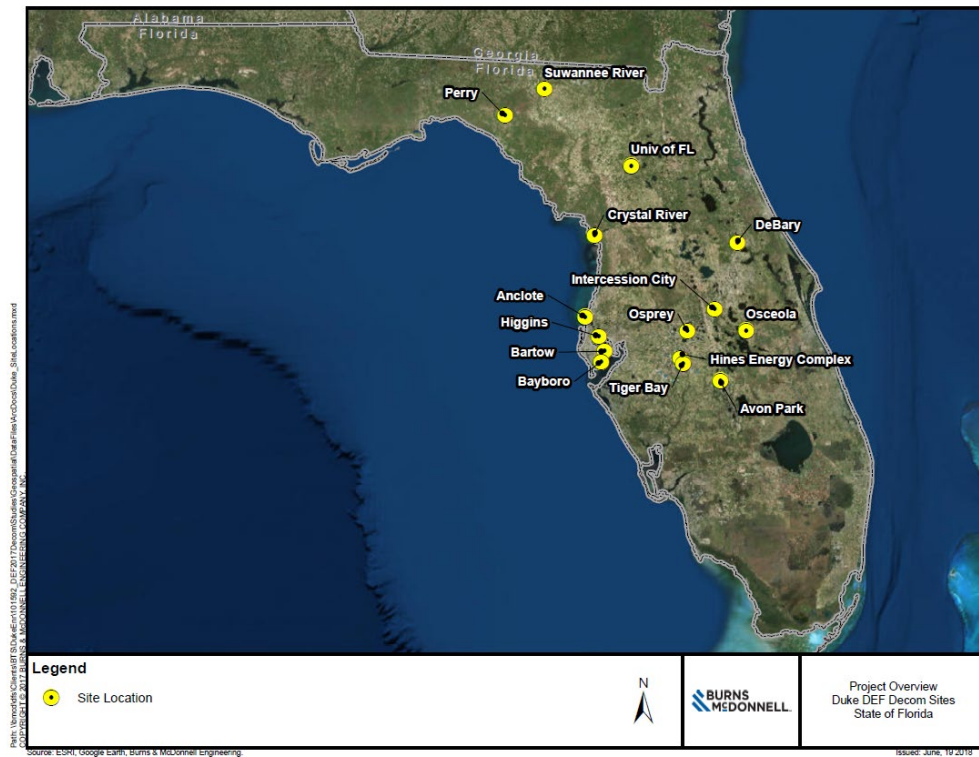 Alabama
Florida
Georgia
Florida
Suwannee River
Perry
Univ of FL
Crystal River
DeBary
Intercession City
Anclote
Osprey
Osceola
Higgins
Bartow
Hines Energy Complex
Bayboro
Tiger Bay
Avon Park
Legend
Site Location
N
BURNS
MCDONNELL.
Project Overview
Duke DEF Decom Sites
State of Florida
COPYRIGHT © 2017 BURNS & McDONNELL ENGINEERING COMPANY, INC.
Source: ESRI, Google Earth, Burns & McDonnell Engineering.
Issued: June, 19 2018